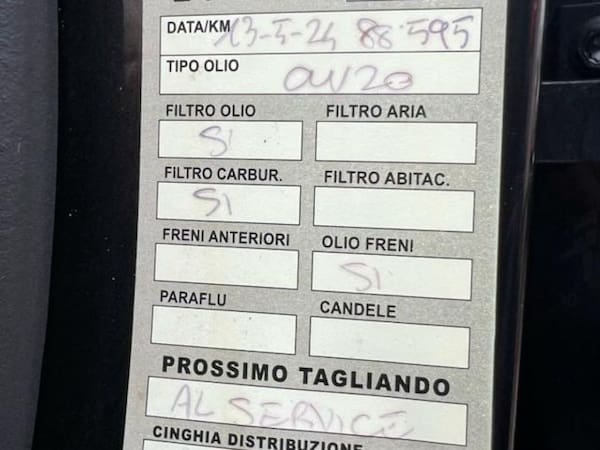 DATA/KM 13-5-24 88.595
TIPO OLIO 0W20
FILTRO OLIO FILTRO ARIA
SI
FILTRO CARBUR. FILTRO ABITAC.
SI
FRENI ANTERIORI OLIO FRENI
SI
PARAFLU CANDELE
PROSSIMO TAGLIANDO
AL SERVICE
CINGHIA DISTRIBUZIONE